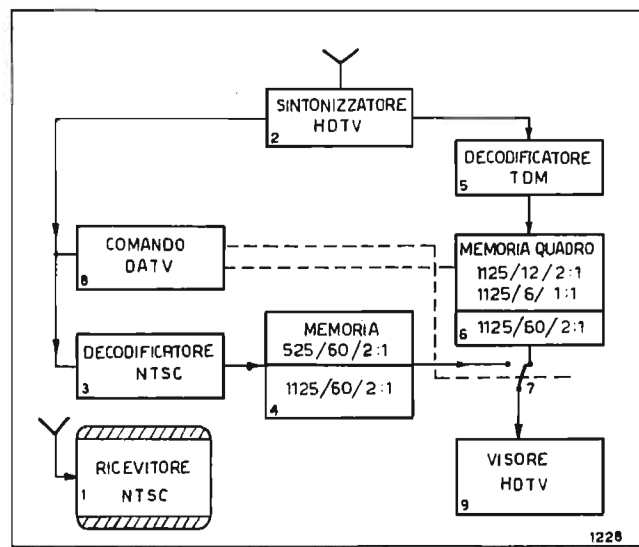 SINTONIZZATORE
HDTV
2
DECODIFICATORE
TDM
5
COMANDO
DATV
8
MEMORIA QUADRO
1125/12/2:1
1125/6/ 1:1
6 1125/60/2:1
DECODIFICATORE
NTSC
3
MEMORIA
525/60/2:1
1125/60/2:1
4
7
RICEVITORE
1 NTSC
VISORE
HDTV
9
1228